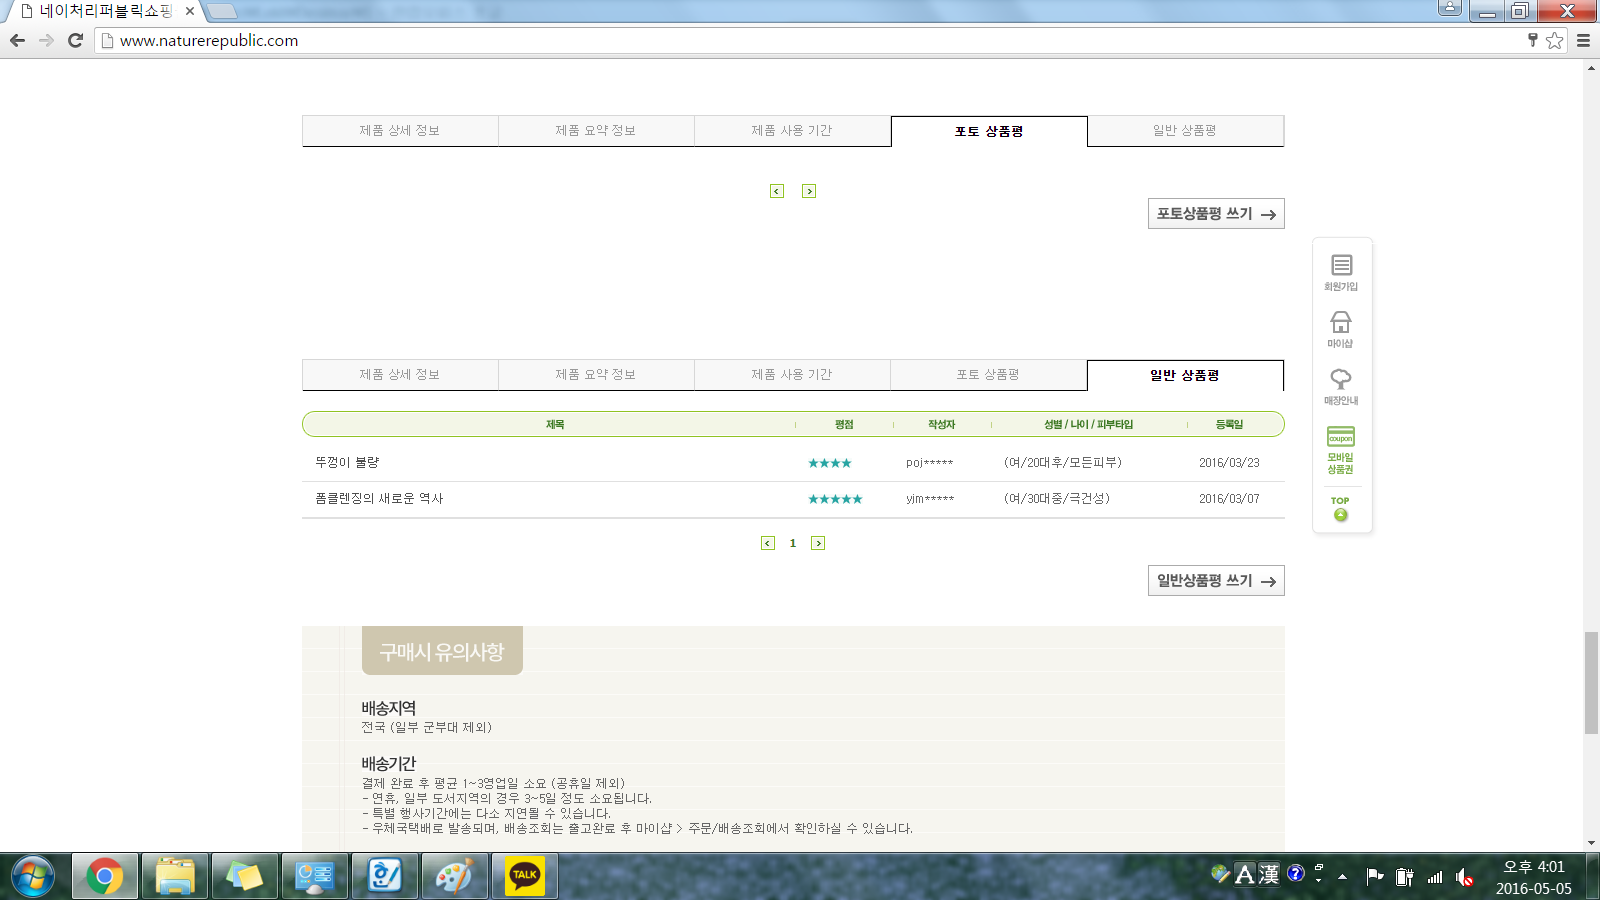 네이처리퍼블릭쇼핑
www.naturerepublic.com
제품 상세 정보 제품 요약 정보 제품 사용 기간 포토 상품평 일반 상품평
포토상품평 쓰기
회원가입
마이샵
매장안내
coupon
모바일
상품권
TOP
제품 상세 정보 제품 요약 정보 제품 사용 기간 포토 상품평 일반 상품평
제목 평점 작성자 성별 / 나이 / 피부타입 등록일
뚜껑이 불량 ★★★★ poj***** (여/20대후/모든피부) 2016/03/23
폼클렌징의 새로운 역사 ★★★★★ yjm***** (여/30대중/극건성) 2016/03/07
1
일반상품평 쓰기
구매시 유의사항
배송지역
전국 (일부 군부대 제외)
배송기간
결제 완료 후 평균 1~3영업일 소요 (공휴일 제외)
- 연휴, 일부 도서지역의 경우 3~5일 정도 소요됩니다.
- 특별 행사기간에는 다소 지연될 수 있습니다.
- 우체국택배로 발송되며, 배송조회는 출고완료 후 마이샵 > 주문/배송조회에서 확인하실 수 있습니다.
TALK
A 漢
오후 4:01
2016-05-05